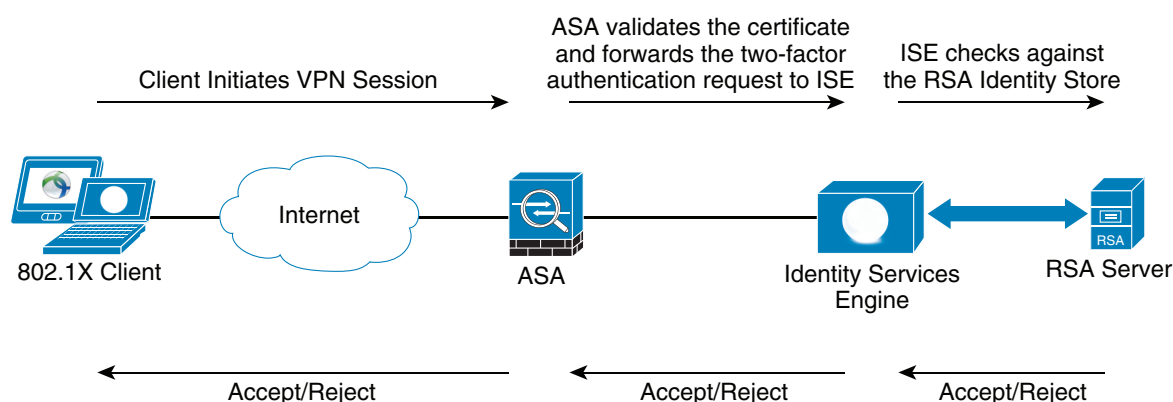 ASA validates the certificate
and forwards the two-factor
authentication request to ISE
ISE checks against
the RSA Identity Store
Client Initiates VPN Session
Internet
RSA
802.1X Client
ASA
Identity Services
Engine
RSA Server
Accept/Reject
Accept/Reject
Accept/Reject